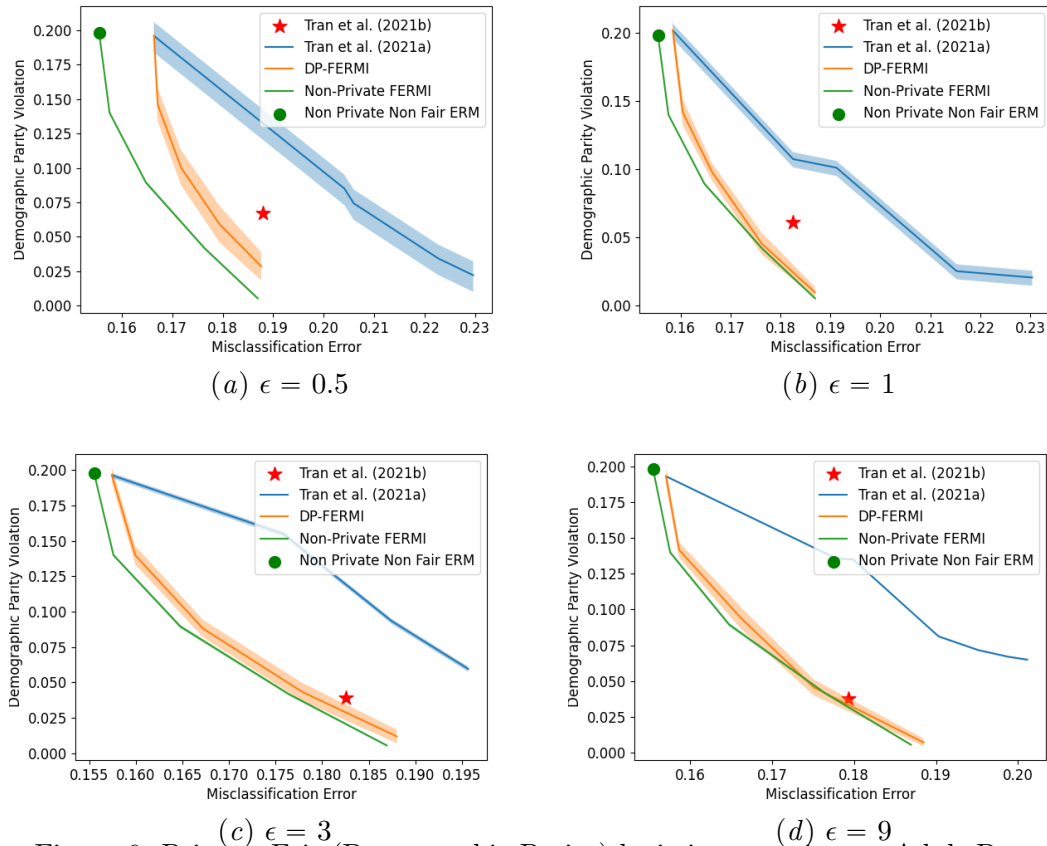 Demographic Parity Violation
0.200
0.175
0.150
0.125
0.100
0.075
0.050
0.025
0.000
Tran et al. (2021b)
Tran et al. (2021a)
DP-FERMI
Non-Private FERMI
Non Private Non Fair ERM
0.16 0.17 0.18 0.19 0.20 0.21 0.22 0.23
Misclassification Error
(a) ϵ = 0.5
Demographic Parity Violation
0.20
0.15
0.10
0.05
0.00
Tran et al. (2021b)
Tran et al. (2021a)
DP-FERMI
Non-Private FERMI
Non Private Non Fair ERM
0.16 0.17 0.18 0.19 0.20 0.21 0.22 0.23
Misclassification Error
(b) ϵ = 1
Demographic Parity Violation
0.200
0.175
0.150
0.125
0.100
0.075
0.050
0.025
0.000
Tran et al. (2021b)
Tran et al. (2021a)
DP-FERMI
Non-Private FERMI
Non Private Non Fair ERM
0.155 0.160 0.165 0.170 0.175 0.180 0.185 0.190 0.195
Misclassification Error
(c) ϵ = 3
Demographic Parity Violation
0.200
0.175
0.150
0.125
0.100
0.075
0.050
0.025
0.000
Tran et al. (2021b)
Tran et al. (2021a)
DP-FERMI
Non-Private FERMI
Non Private Non Fair ERM
0.16 0.17 0.18 0.19 0.20
Misclassification Error
(d) ϵ = 9
Figure Private, Fair (Demographic Parity) logistic regression on Adult